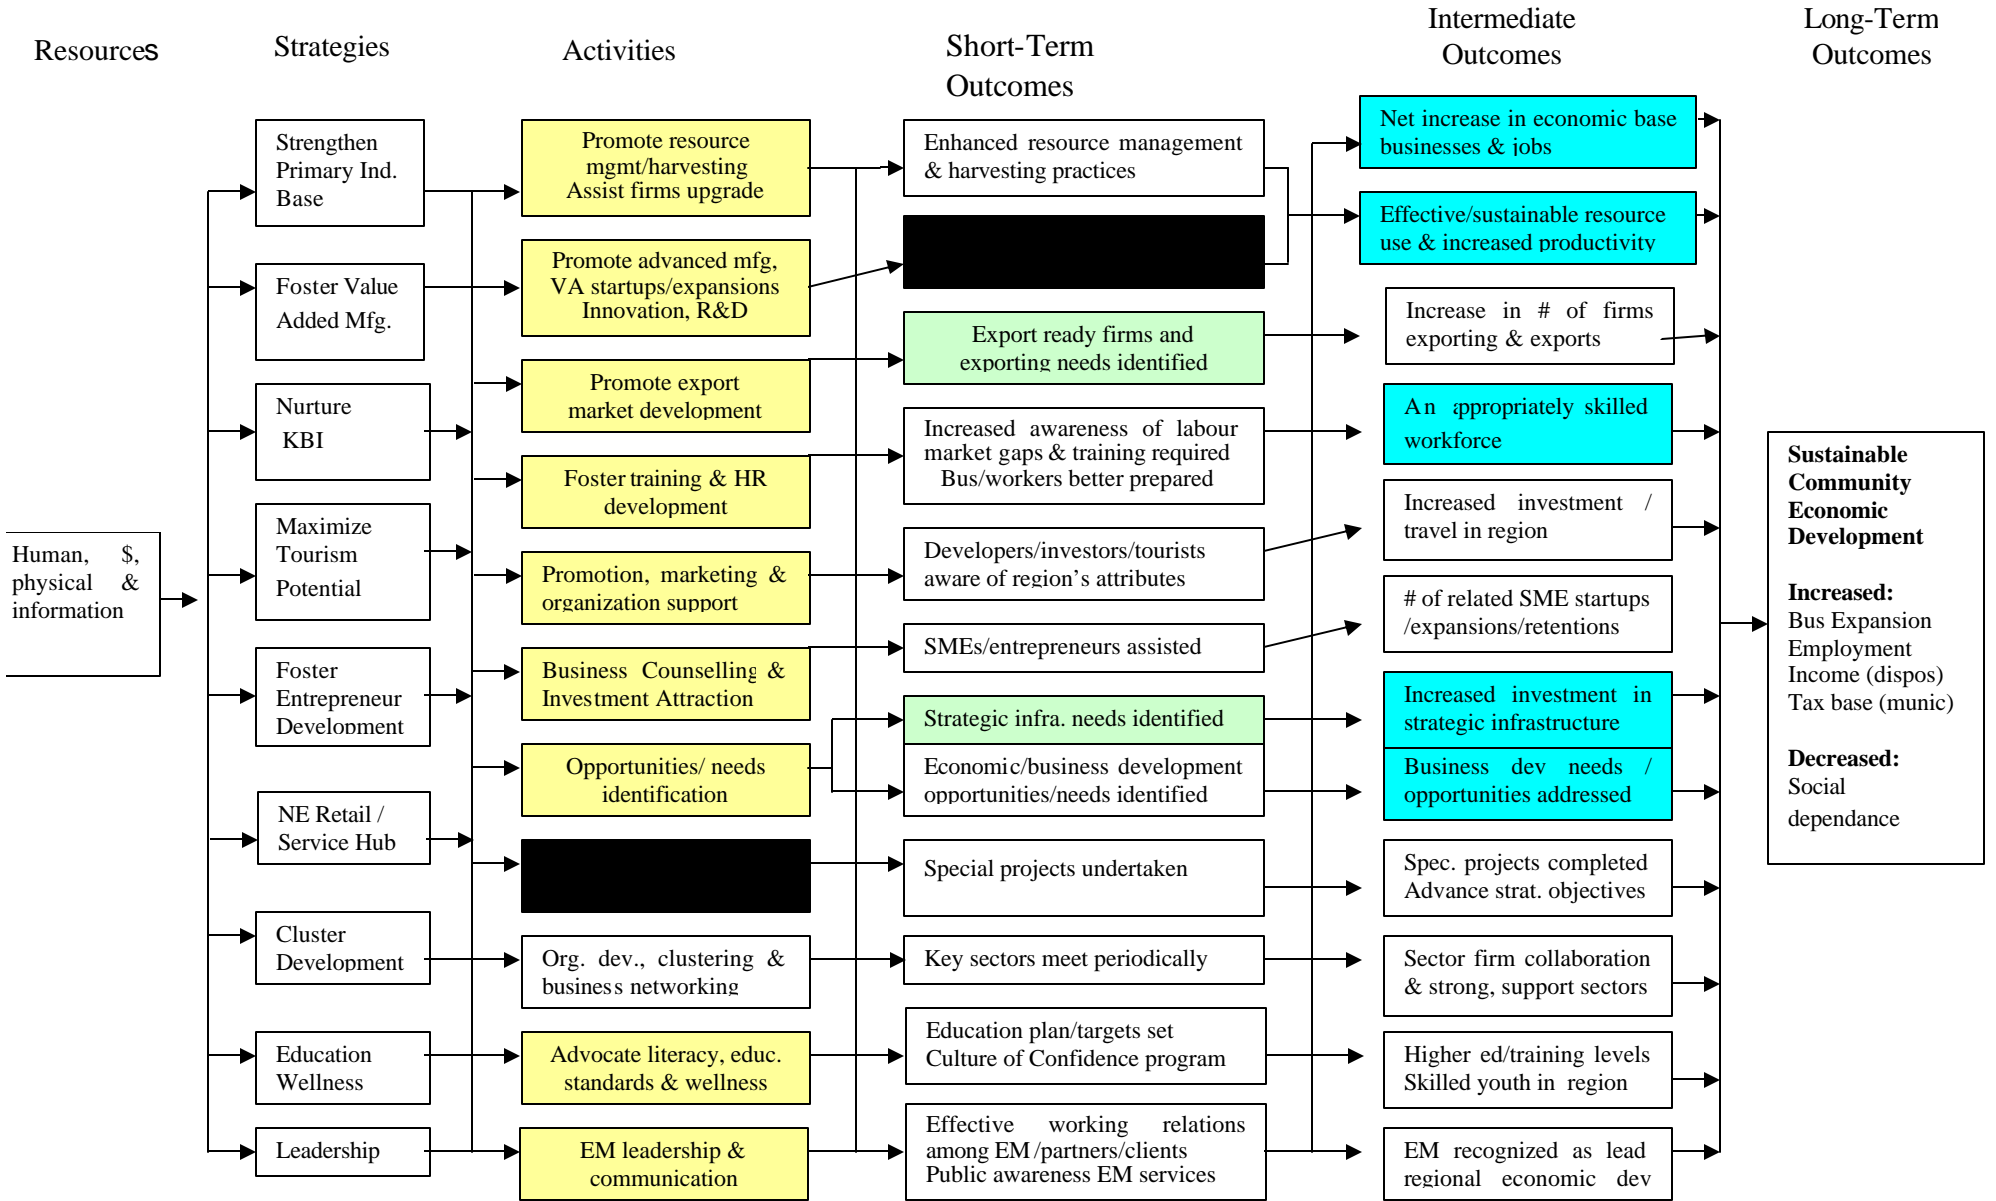 Resources
Strategies
Activities
Short-Term
Outcomes
Intermediate
Outcomes
Long-Term
Outcomes
Human, $,
physical &
information
Strengthen
Primary Ind.
Base
Foster Value
Added Mfg.
Nurture
KBI
Maximize
Tourism
Potential
Foster
Entrepreneur
Development
NE Retail /
Service Hub
Cluster
Development
Education
Wellness
Leadership
Promote resource
mgmt/harvesting
Assist firms upgrade
Promote advanced mfg,
VA startups/expansions
Innovation, R&D
Promote export
market development
Foster training & HR
development
Promotion, marketing &
organization support
Business Counselling &
Investment Attraction
Opportunities/ needs
identification
Org. dev., clustering &
business networking
Advocate literacy, educ.
standards & wellness
EM leadership &
communication
Enhanced resource management
& harvesting practices
Export ready firms and
exporting needs identified
Increased awareness of labour
market gaps & training required
Bus/workers better prepared
Developers/investors/tourists
aware of region's attributes
SMEs/entrepreneurs assisted
Strategic infra. needs identified
Economic/business development
opportunities/needs identified
Special projects undertaken
Key sectors meet periodically
Education plan/targets set
Culture of Confidence program
Effective working relations
among EM/partners/clients
Public awareness EM services
Net increase in economic base
businesses & jobs
Effective/sustainable resource
use & increased productivity
Increase in # of firms
exporting & exports
An appropriately skilled
workforce
Increased investment /
travel in region
# of related SME startups
/expansions/retentions
Increased investment in
strategic infrastructure
Business dev needs /
opportunities addressed
Spec. projects completed
Advance strat. objectives
Sector firm collaboration
& strong, support sectors
Higher ed/training levels
Skilled youth in region
EM recognized as lead
regional economic dev
Sustainable
Community
Economic
Development
Increased:
Bus Expansion
Employment
Income (dispos)
Tax base (munic)
Decreased:
Social
dependance